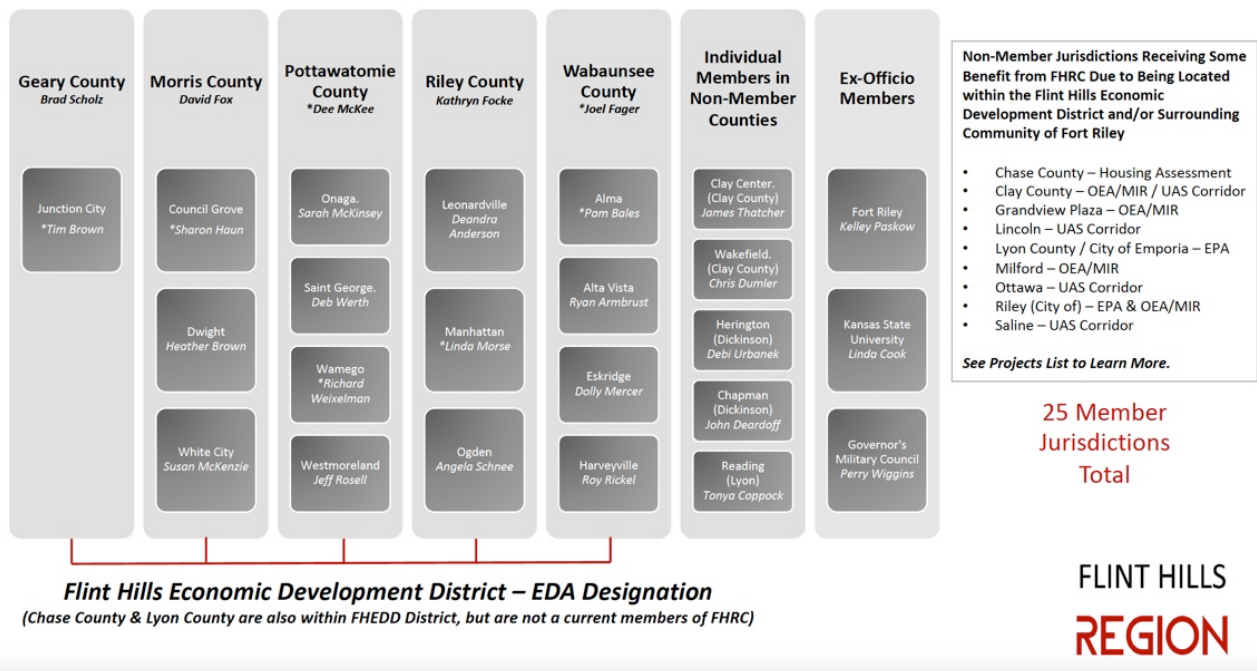 Geary County
Brad Scholz
Junction City
*Tim Brown
Morris County
David Fox
Council Grove
*Sharon Haun
Dwight
Heather Brown
White City
Susan McKenzie
Pottawatomie
County
*Dee McKee
Onaga.
Sarah McKinsey
Saint George.
Deb Werth
Wamego
*Richard
Weixelman
Westmoreland
Jeff Rosell
Riley County
Kathryn Focke
Leonardville
Deandra
Anderson
Manhattan
*Linda Morse
Ogden
Angela Schnee
Wabaunsee
County
*Joel Fager
Alma
*Pam Bales
Alta Vista
Ryan Armbrust
Eskridge
Dolly Mercer
Harveyville
Roy Rickel
Individual
Members in
Non-Member
Counties
Clay Center.
(Clay County)
James Thatcher
Wakefield.
(Clay County)
Chris Dumler
Herington
(Dickinson)
Debi Urbanek
Chapman
(Dickinson)
John Deardoff
Reading
(Lyon)
Tonya Coppock
Ex-Officio
Members
Fort Riley
Kelley Paskow
Kansas State
University
Linda Cook
Governor's
Military Council
Perry Wiggins
Non-Member Jurisdictions Receiving Some
Benefit from FHRC Due to Being Located
within the Flint Hills Economic
Development District and/or Surrounding
Community of Fort Riley
• Chase County – Housing Assessment
• Clay County – OEA/MIR / UAS Corridor
• Grandview Plaza – OEA/MIR
• Lincoln – UAS Corridor
• Lyon County / City of Emporia – EPA
• Milford – OEA/MIR
• Ottawa – UAS Corridor
• Riley (City of) – EPA & OEA/MIR
• Saline – UAS Corridor
See Projects List to Learn More.
25 Member
Jurisdictions
Total
Flint Hills Economic Development District – EDA Designation
(Chase County & Lyon County are also within FHEDD District, but are not a current members of FHRC)
FLINT HILLS
REGION